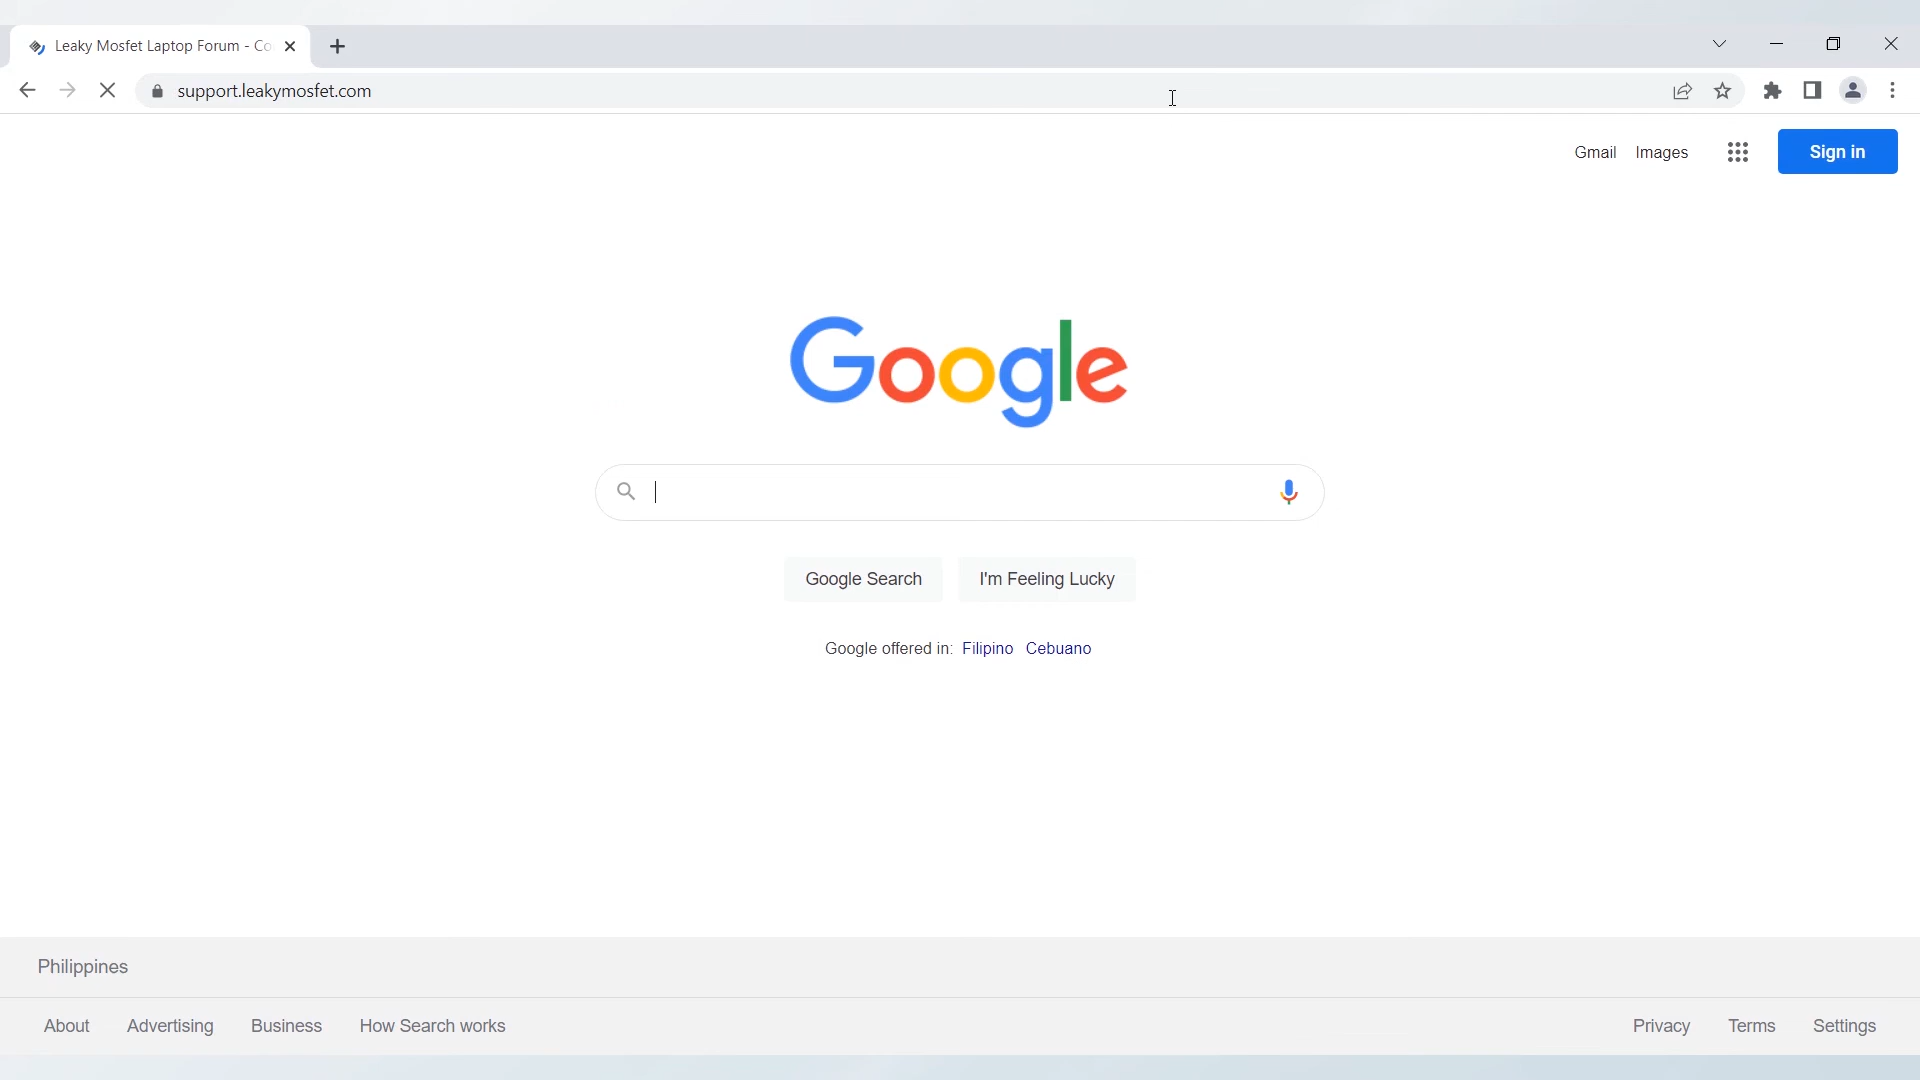 Leaky Mosfet Laptop Forum - Co
support.leakymosfet.com
Gmail Images Sign in
Google
Google Search I'm Feeling Lucky
Google offered in: Filipino Cebuano
Philippines
About Advertising Business How Search works Privacy Terms Settings